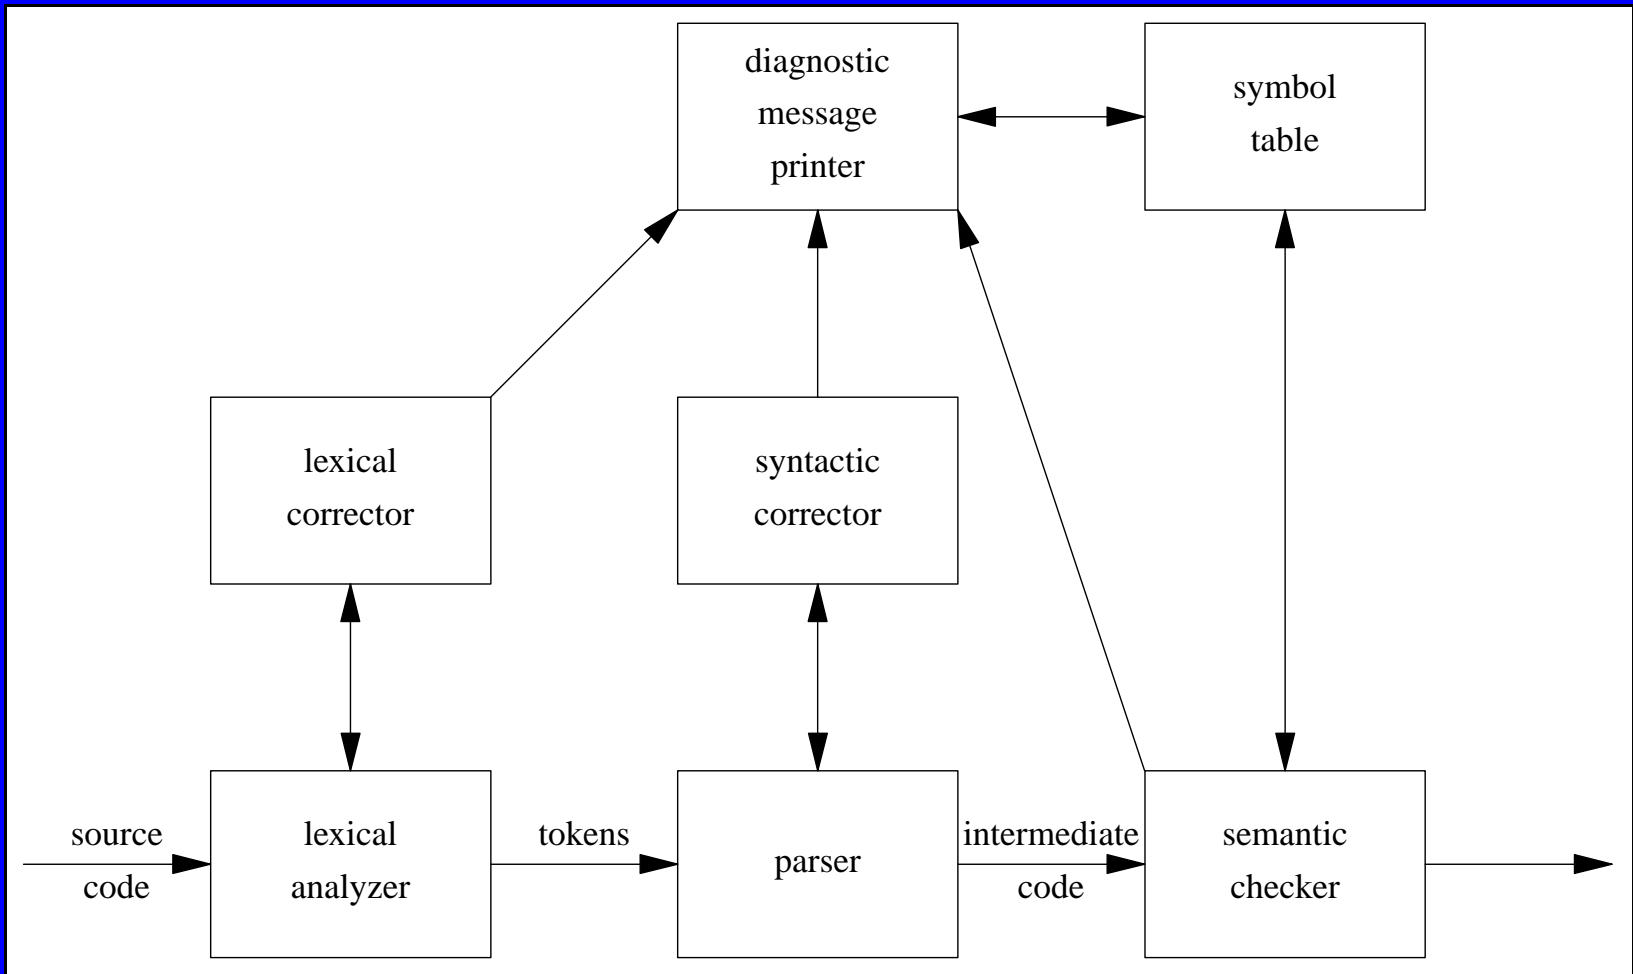 diagnostic
message
printer
symbol
table
lexical
corrector
syntactic
corrector
source
code
lexical
analyzer
tokens
parser
intermediate
code
semantic
checker